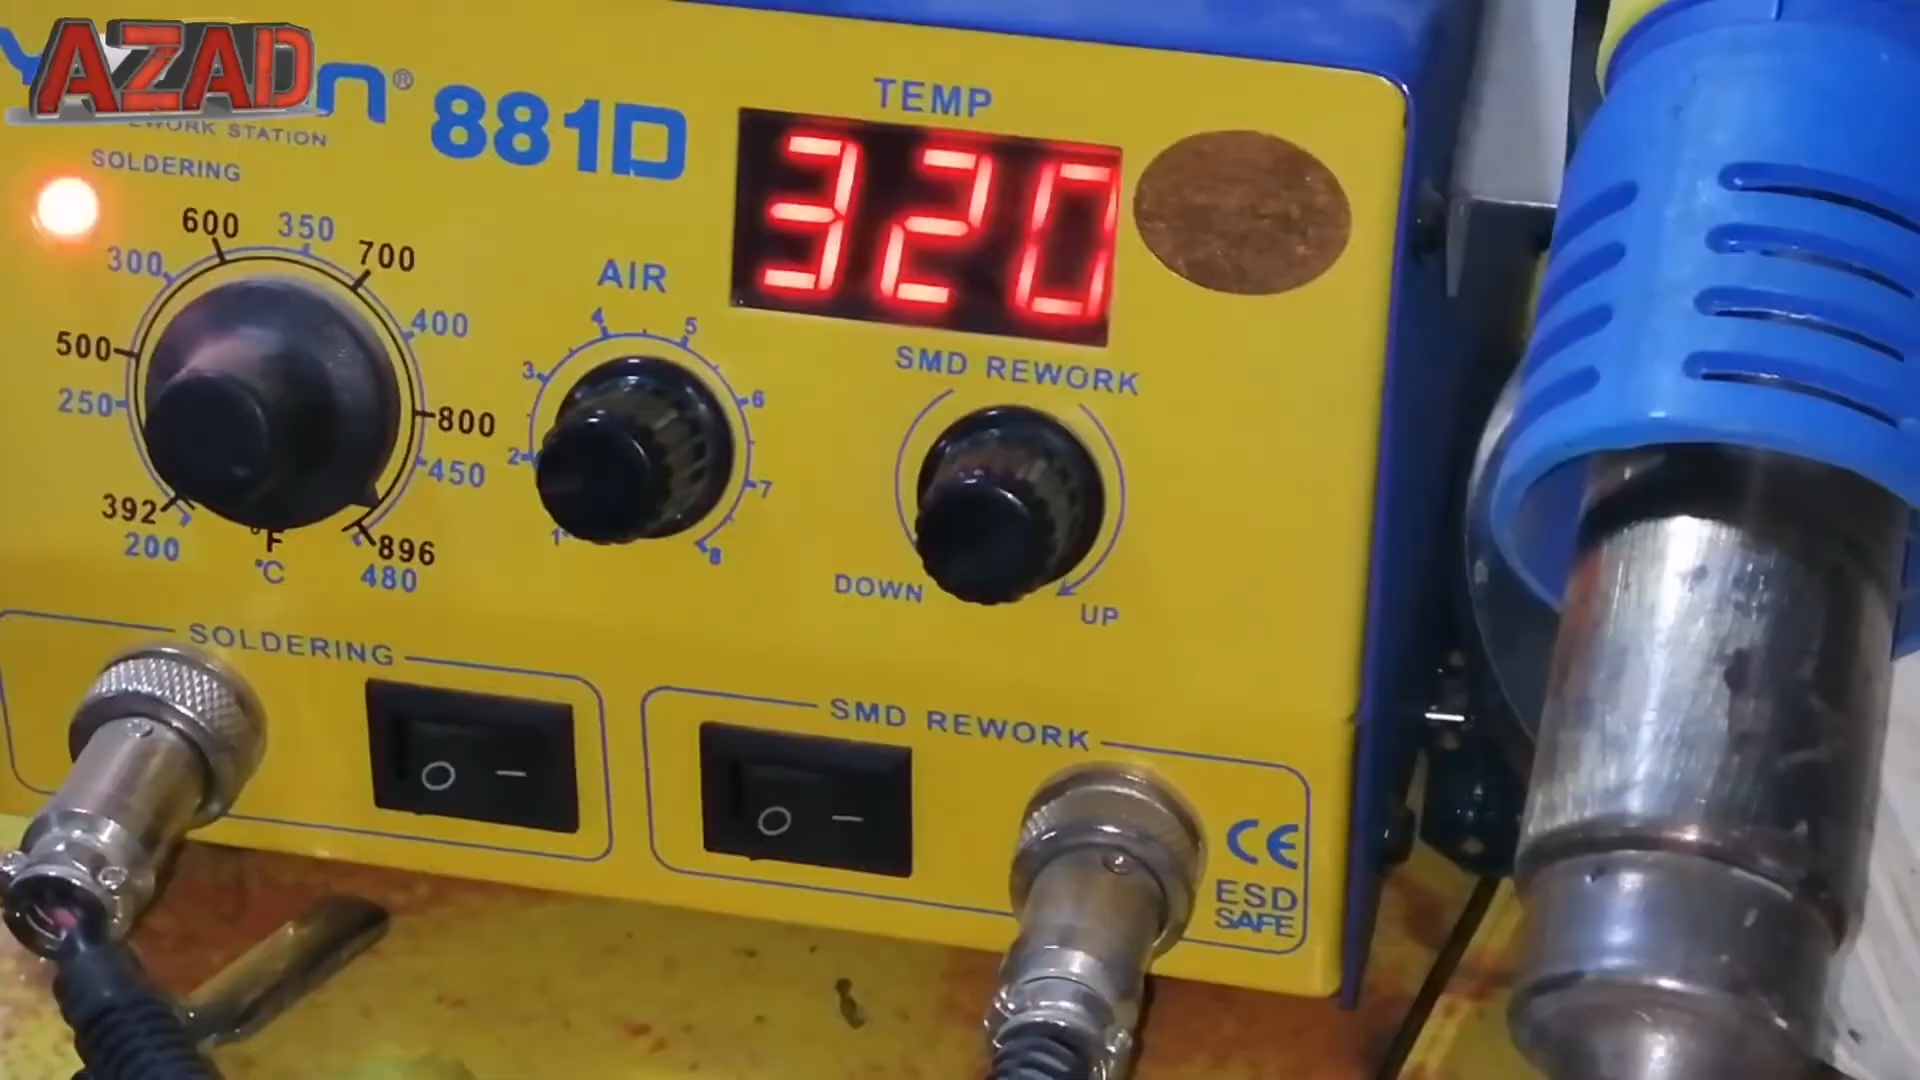 AZAD
881D
REWORK STATION
SOLDERING
TEMP
320
600
350
700
300
400
500
250
800
450
392
200
°F
°C
896
480
AIR
1
2
3
4
5
6
7
8
SMD REWORK
DOWN
UP
SOLDERING
O —
SMD REWORK
O —
CE
ESD
SAFE